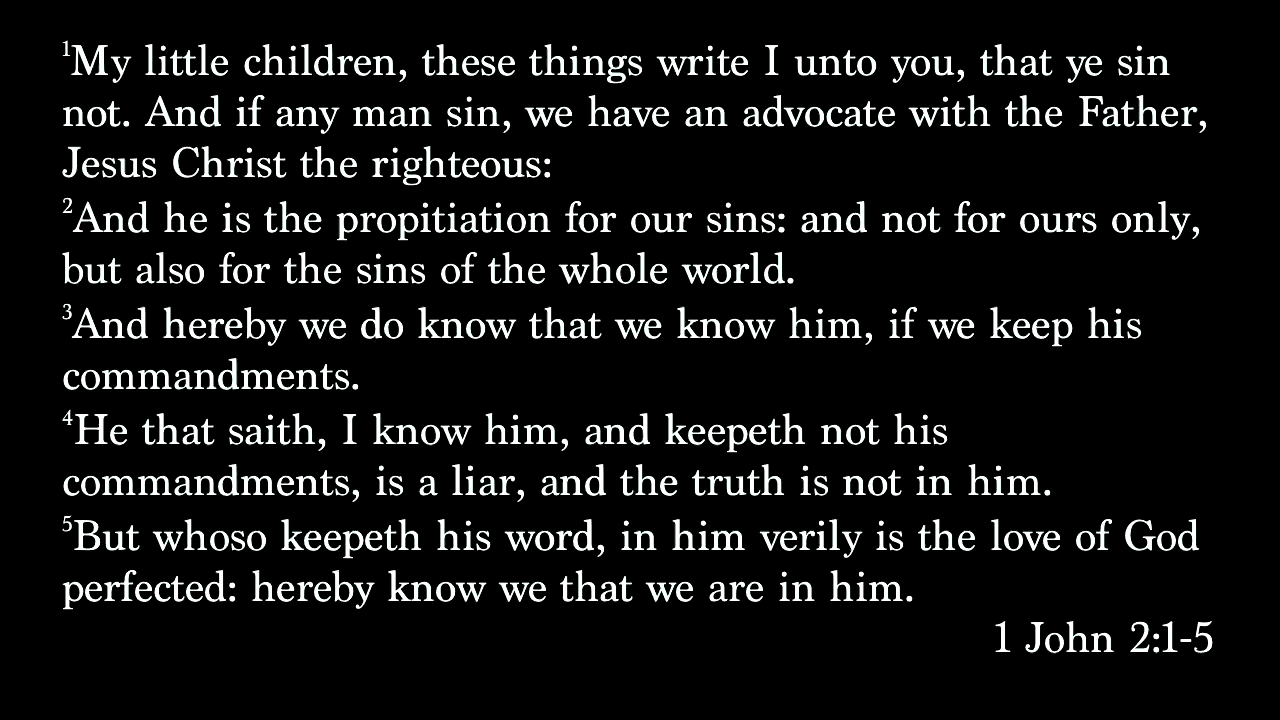 ¹My little children, these things write I unto you, that ye sin
not. And if any man sin, we have an advocate with the Father,
Jesus Christ the righteous:
²And he is the propitiation for our sins: and not for ours only,
but also for the sins of the whole world.
³And hereby we do know that we know him, if we keep his
commandments.
⁴He that saith, I know him, and keepeth not his
commandments, is a liar, and the truth is not in him.
⁵But whoso keepeth his word, in him verily is the love of God
perfected: hereby know we that we are in him.
1 John 2:1-5